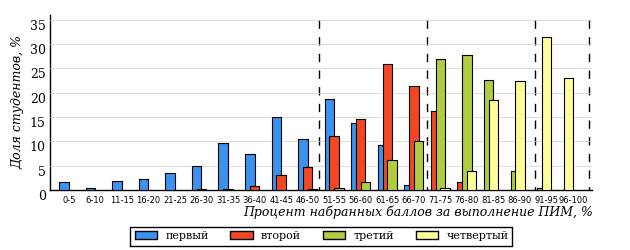 Доля студентов, %
35
30
25
20
15
10
5
0
0-5 6-10 11-15 16-20 21-25 26-30 31-35 36-40 41-45 46-50 51-55 56-60 61-65 66-70 71-75 76-80 81-85 86-90 91-95 96-100
Процент набранных баллов за выполнение ПИМ, %
первый второй третий четвертый